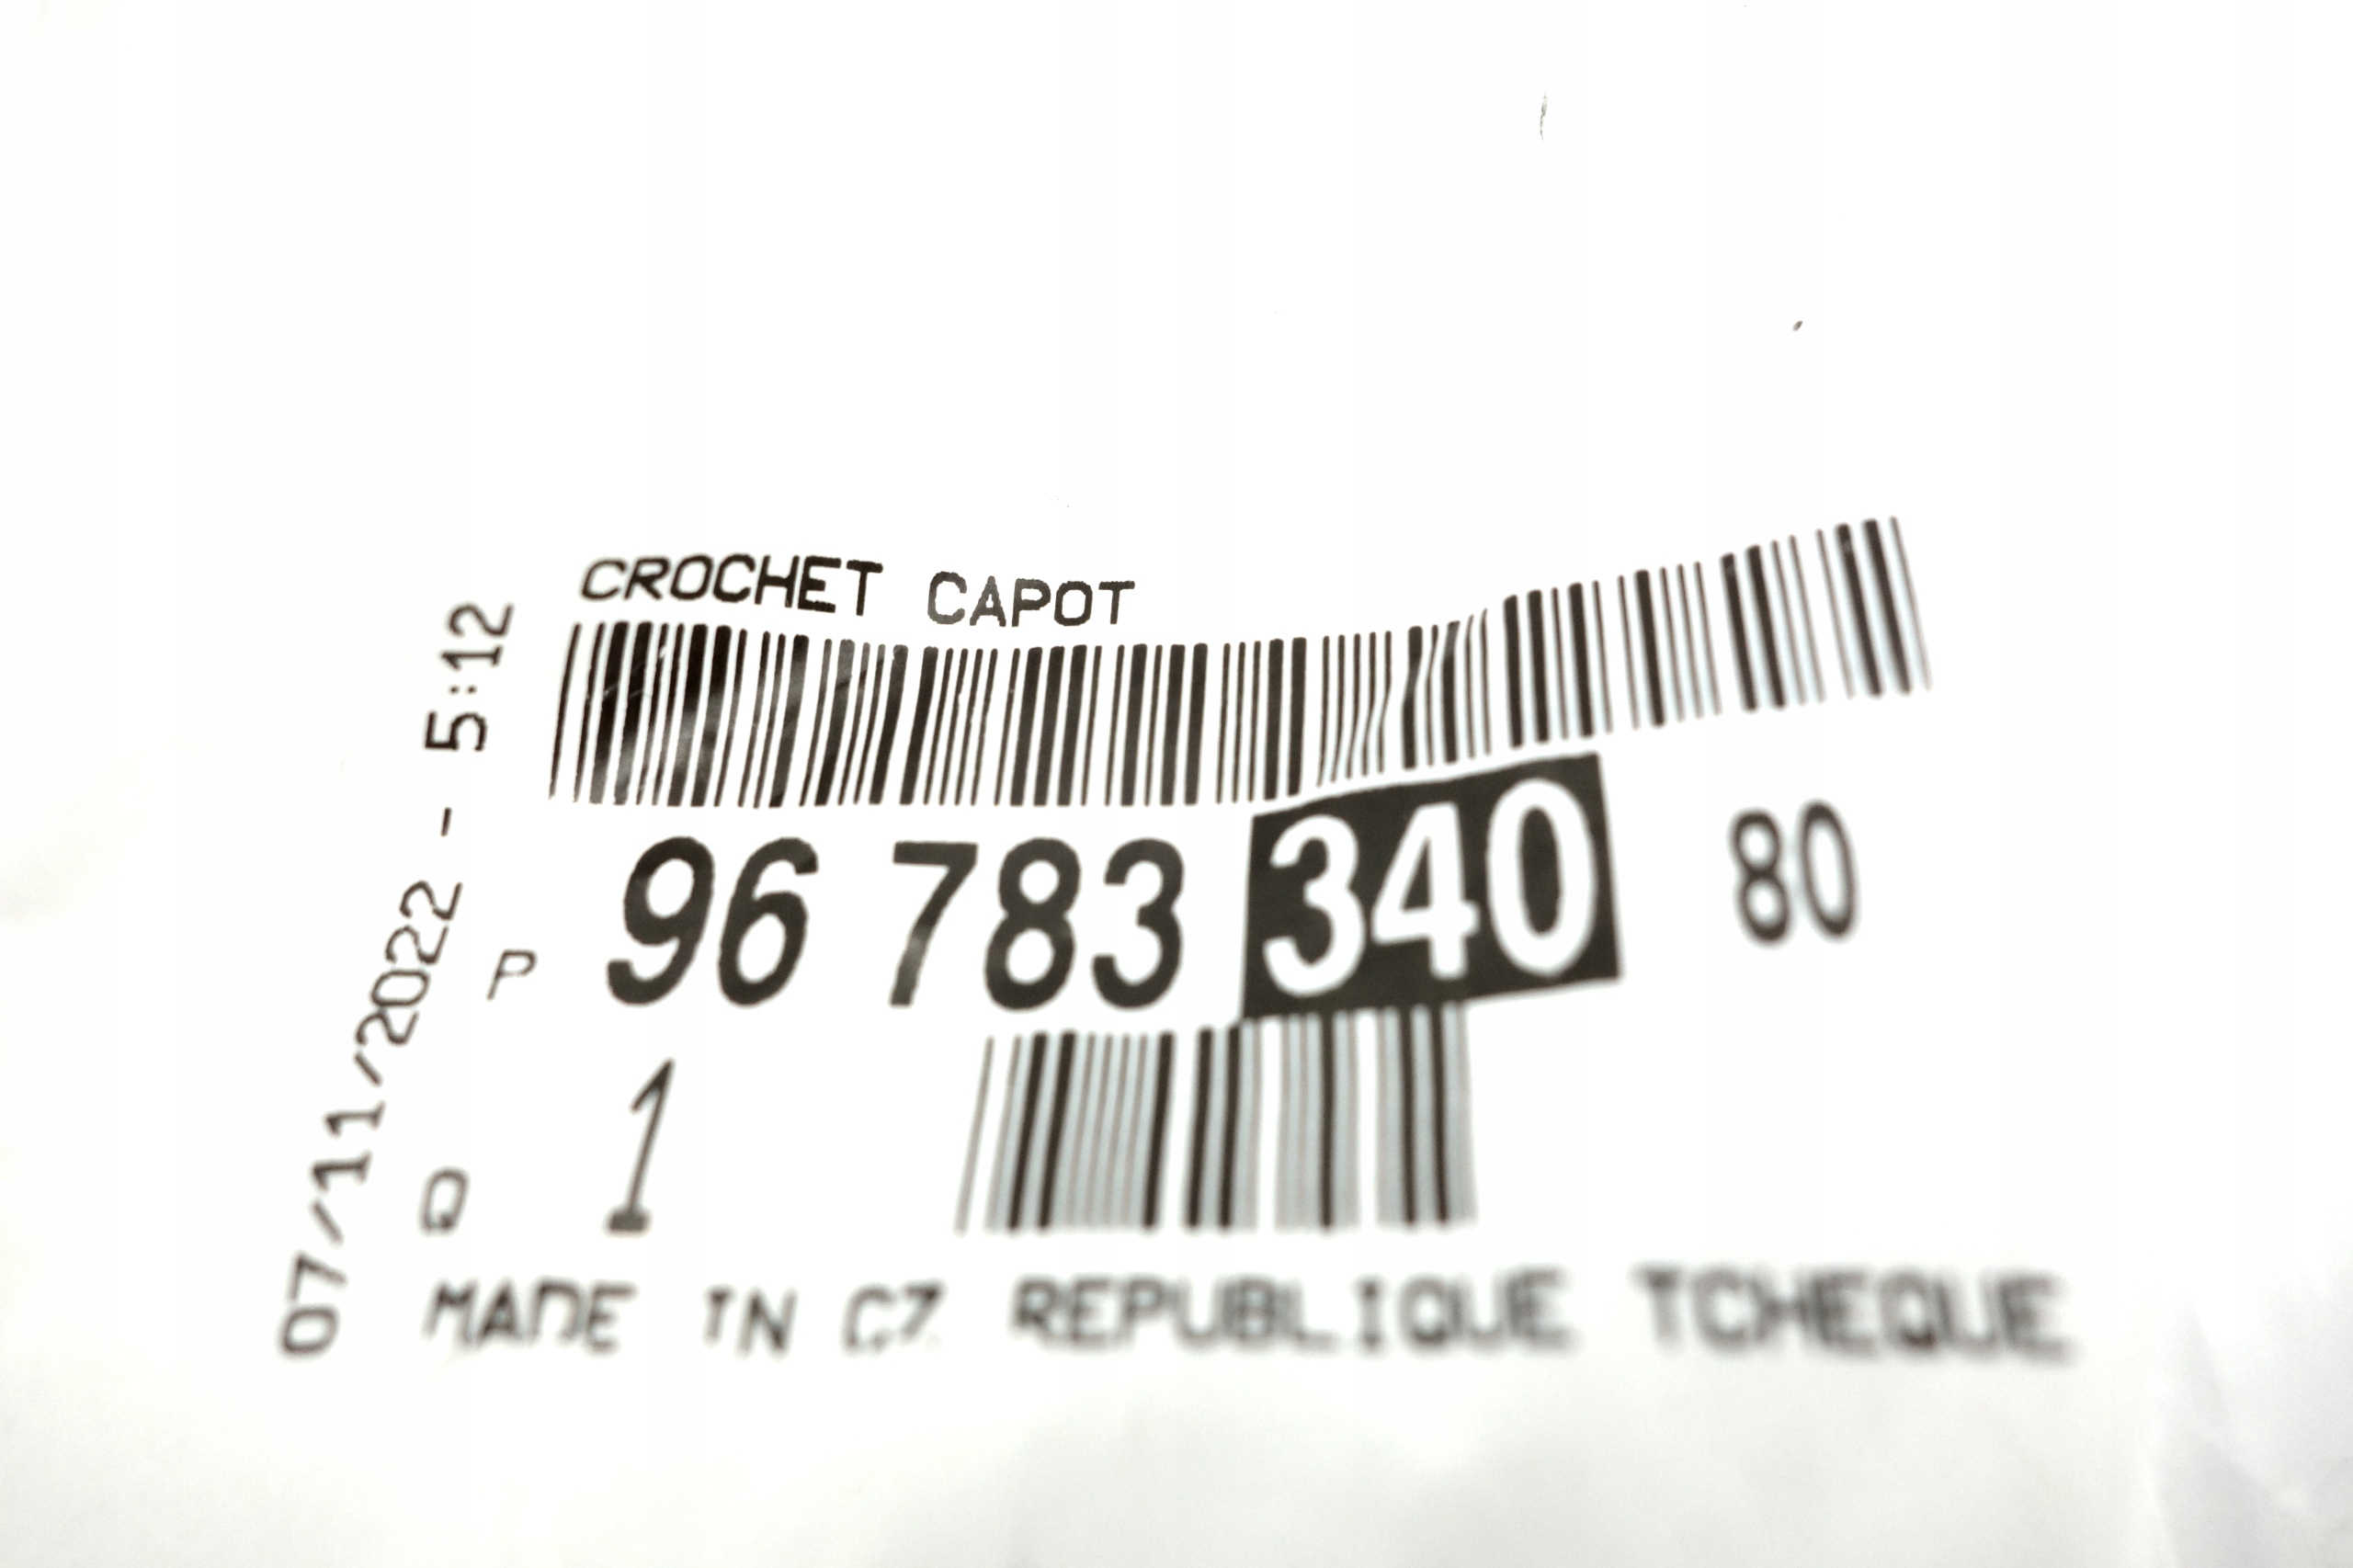 CROCHET CAPOT
P 96 783 340 80
Q 1
MADE IN CZ REPUBLIQUE TCHEQUE
07/11/2022 - 5:12